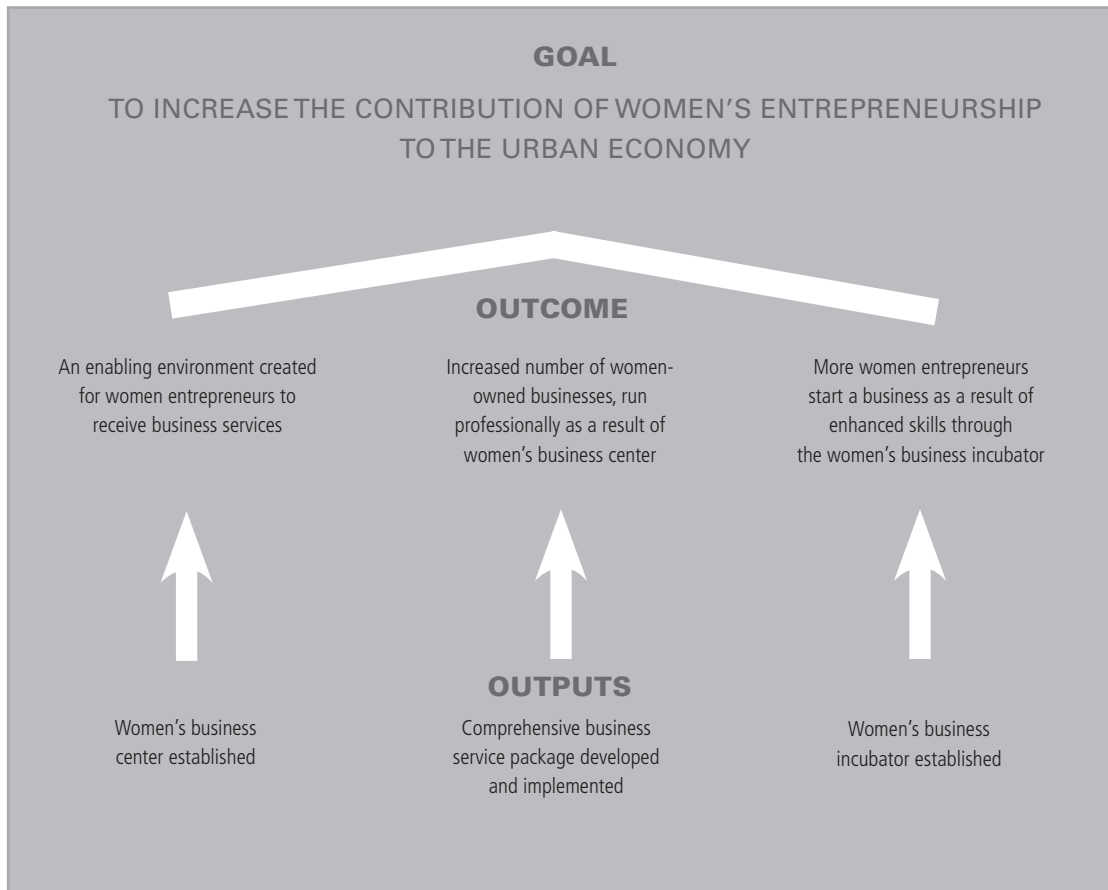 GOAL
TO INCREASE THE CONTRIBUTION OF WOMEN'S ENTREPRENEURSHIP
TO THE URBAN ECONOMY
OUTCOME
An enabling environment created
for women entrepreneurs to
receive business services
Increased number of women-
owned businesses, run
professionally as a result of
women's business center
More women entrepreneurs
start a business as a result of
enhanced skills through
the women's business incubator
OUTPUTS
Women's business
center established
Comprehensive business
service package developed
and implemented
Women's business
incubator established